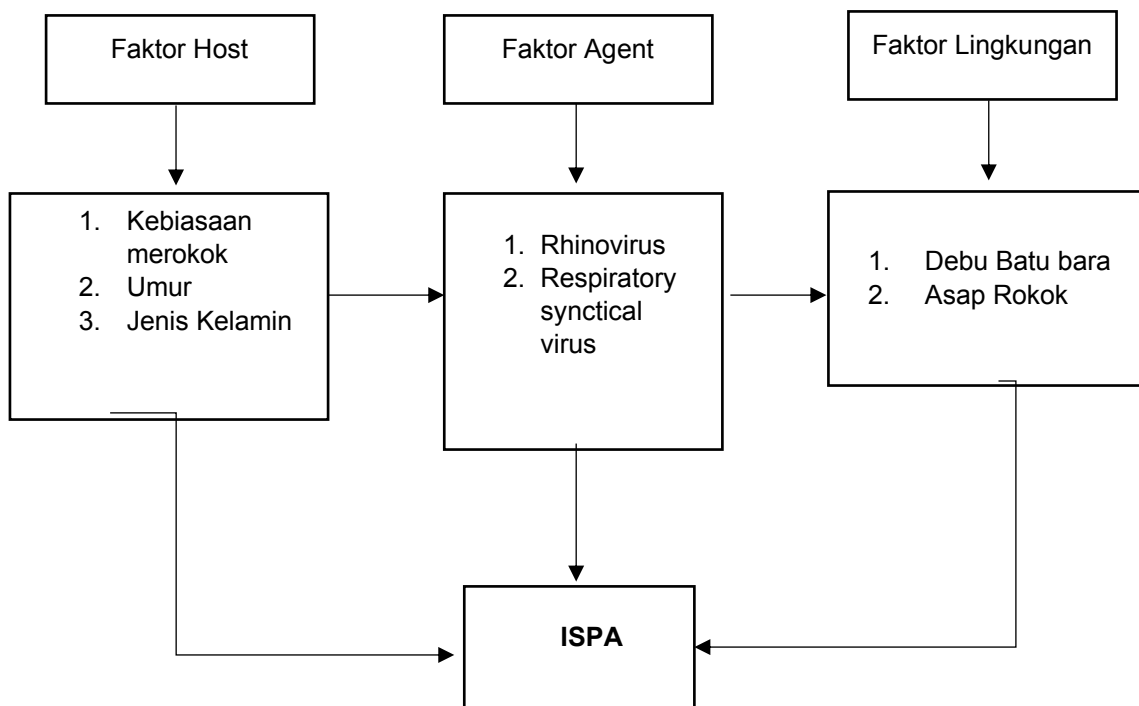 Faktor Host
Faktor Agent
Faktor Lingkungan
1. Kebiasaan
merokok
2. Umur
3. Jenis Kelamin
1. Rhinovirus
2. Respiratory
synctical
virus
1. Debu Batu bara
2. Asap Rokok
ISPA